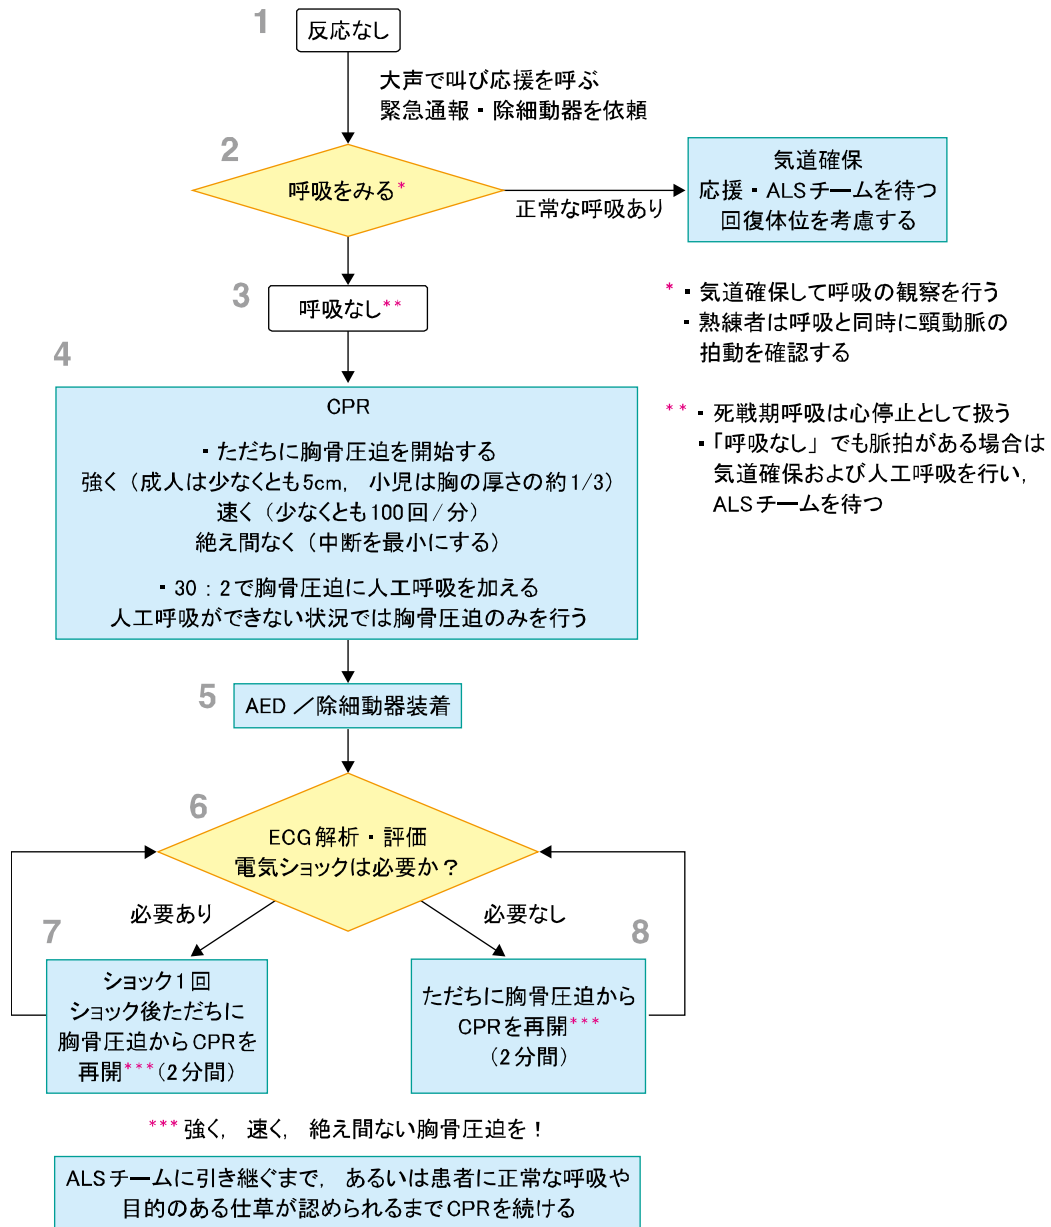 1
反応なし
大声で叫び応援を呼ぶ
緊急通報・除細動器を依頼
2
呼吸をみる*
正常な呼吸あり
気道確保
応援・ALSチームを待つ
回復体位を考慮する
3
呼吸なし**
* ・気道確保して呼吸の観察を行う
・熟練者は呼吸と同時に頸動脈の
拍動を確認する
** ・死戦期呼吸は心停止として扱う
・「呼吸なし」でも脈拍がある場合は
気道確保および人工呼吸を行い,
ALSチームを待つ
4
CPR
・ただちに胸骨圧迫を開始する
強く（成人は少なくとも5cm, 小児は胸の厚さの約1/3）
速く（少なくとも100回/分）
絶え間なく（中断を最小にする）
・30：2で胸骨圧迫に人工呼吸を加える
人工呼吸ができない状況では胸骨圧迫のみを行う
5
AED／除細動器装着
6
ECG解析・評価
電気ショックは必要か？
必要あり
必要なし
7
ショック1回
ショック後ただちに
胸骨圧迫からCPRを
再開***（2分間）
8
ただちに胸骨圧迫から
CPRを再開***
（2分間）
***強く, 速く, 絶え間ない胸骨圧迫を！
ALSチームに引き継ぐまで, あるいは患者に正常な呼吸や
目的のある仕草が認められるまでCPRを続ける